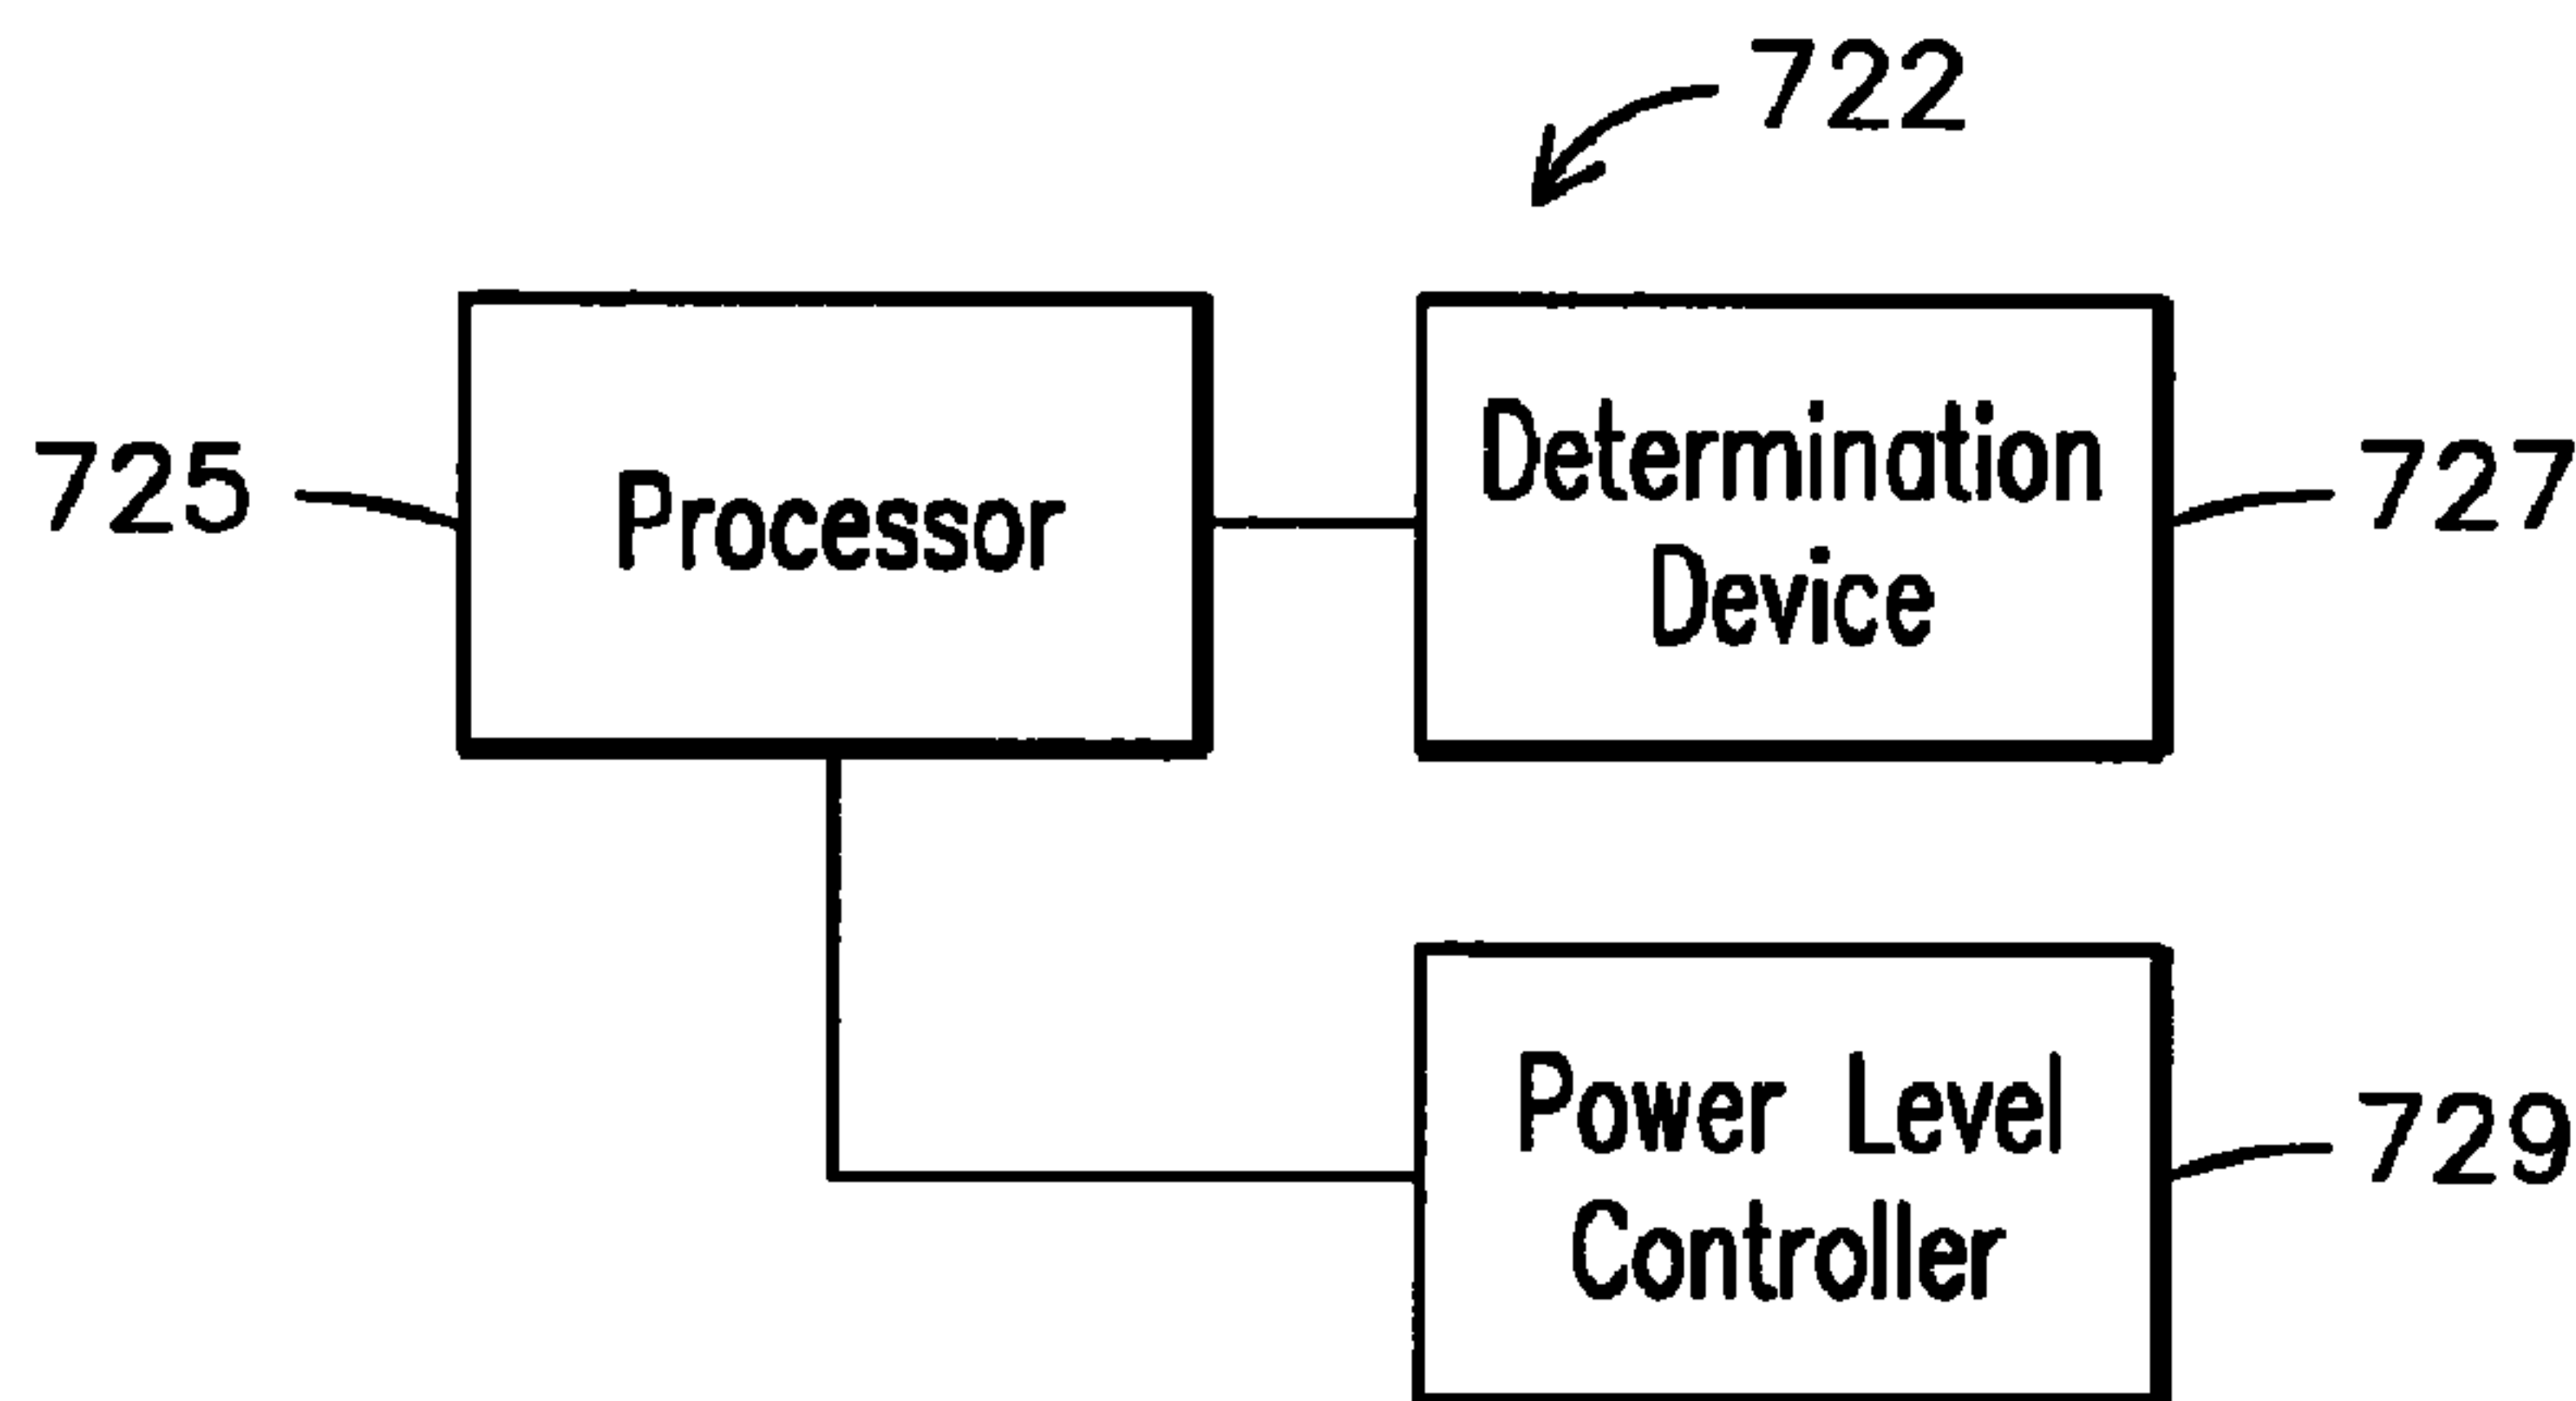 722
725
Processor
Determination
Device
727
Power Level
Controller
729